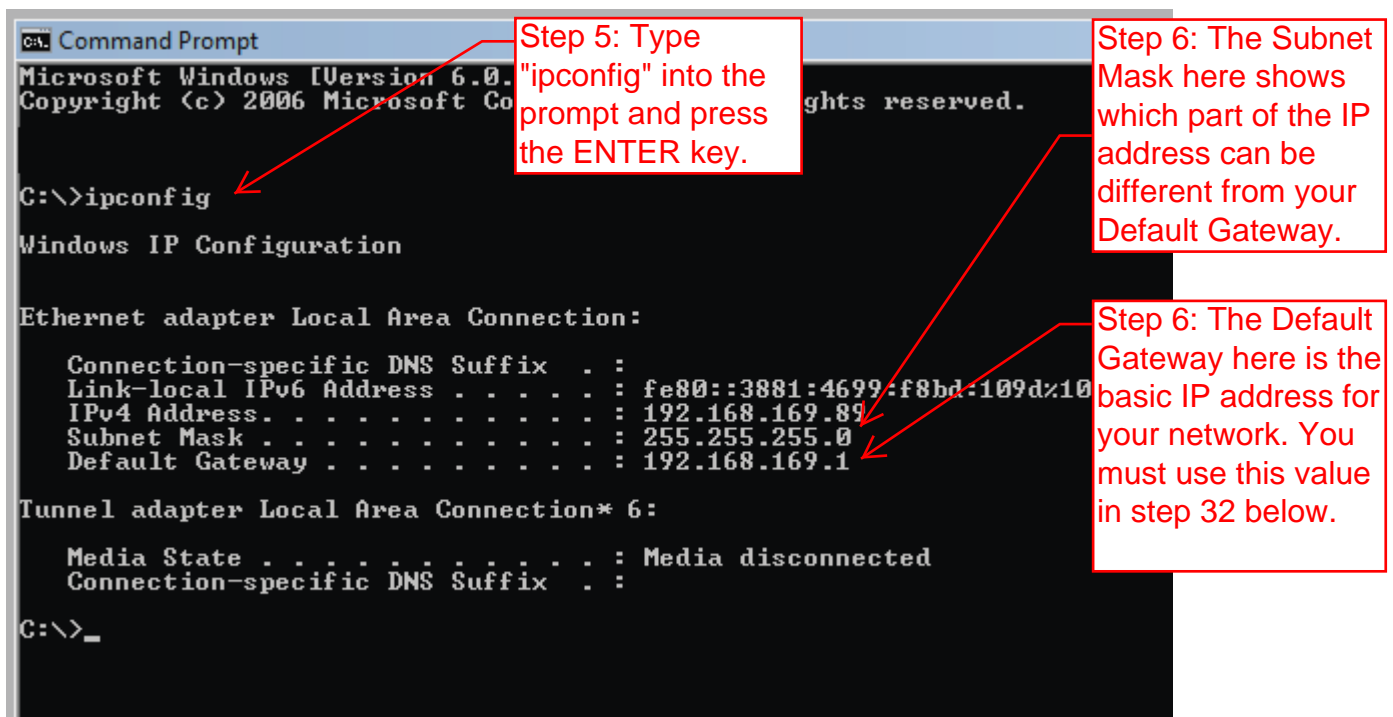 Command Prompt
Microsoft Windows [Version 6.0.
Copyright (c) 2006 Microsoft Co ghts reserved.
Step 5: Type
"ipconfig" into the
prompt and press
the ENTER key.
Step 6: The Subnet
Mask here shows
which part of the IP
address can be
different from your
Default Gateway.
C:\>ipconfig
Windows IP Configuration
Ethernet adapter Local Area Connection:
Connection-specific DNS Suffix . :
Link-local IPv6 Address . . . . . : fe80::3881:4699:f8bd:109d%10
IPv4 Address. . . . . . . . . . . : 192.168.169.89
Subnet Mask . . . . . . . . . . . : 255.255.255.0
Default Gateway . . . . . . . . . : 192.168.169.1
Step 6: The Default
Gateway here is the
basic IP address for
your network. You
must use this value
in step 32 below.
Tunnel adapter Local Area Connection* 6:
Media State . . . . . . . . . . . : Media disconnected
Connection-specific DNS Suffix . :
C:\>_